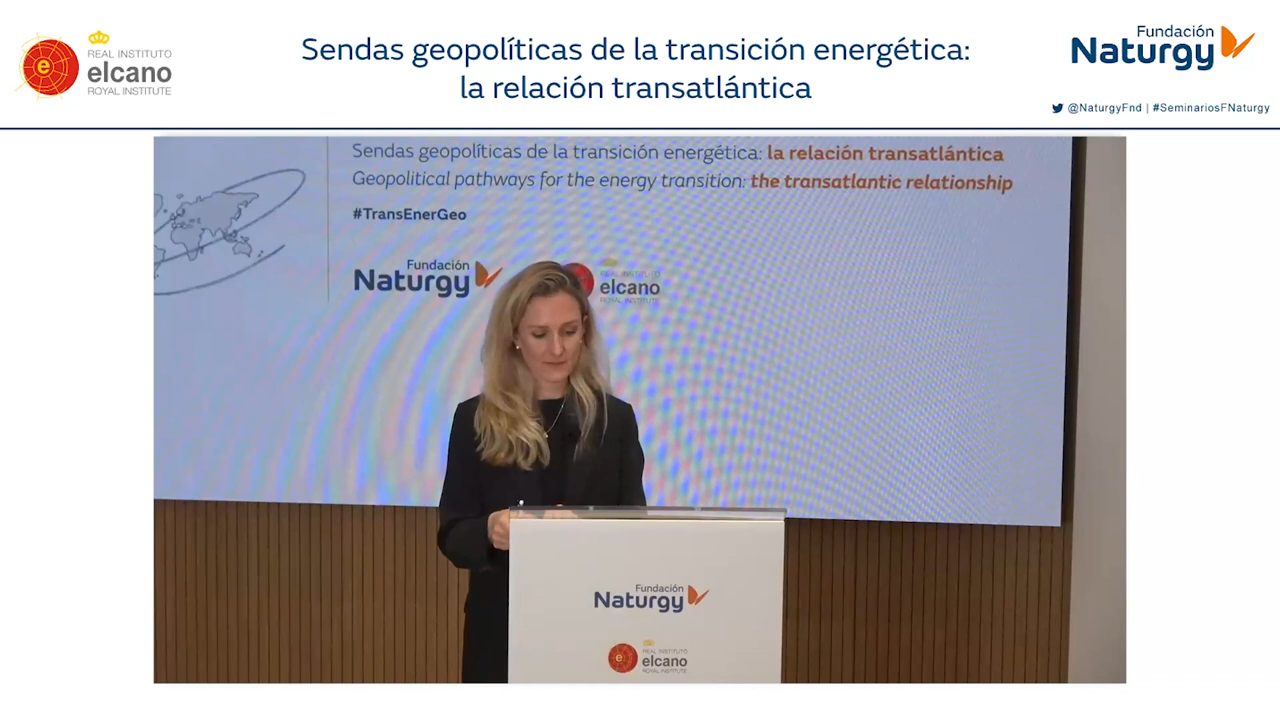 REAL INSTITUTO
elcano
ROYAL INSTITUTE
Sendas geopolíticas de la transición energética:
la relación transatlántica
Fundación
Naturgy
@NaturgyFnd | #SeminariosFNaturgy
Sendas geopolíticas de la transición energética: la relación transatlántica
Geopolitical pathways for the energy transition: the transatlantic relationship
#TransEnerGeo
Fundación
Naturgy
REAL INSTITUTO
elcano
ROYAL INSTITUTE
Fundación
Naturgy
e
REAL INSTITUTO
elcano
ROYAL INSTITUTE